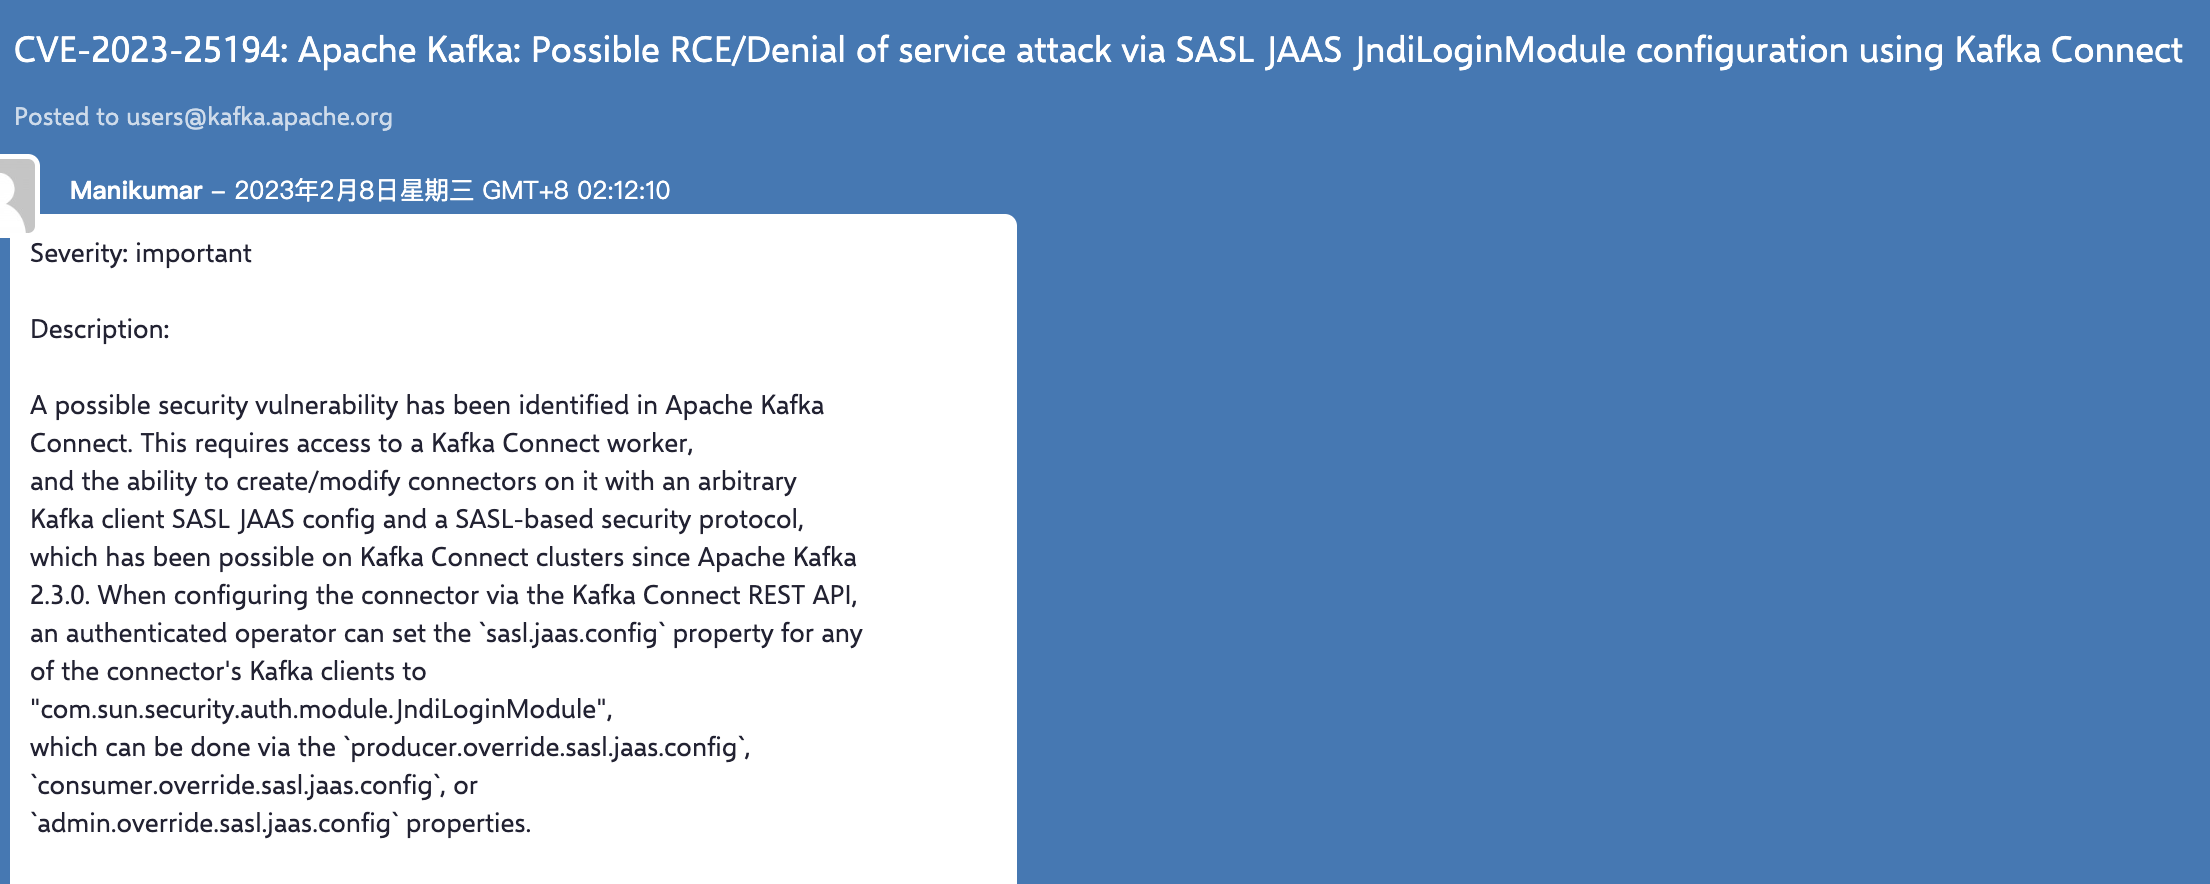 CVE-2023-25194: Apache Kafka: Possible RCE/Denial of service attack via SASL JAAS JndiLoginModule configuration using Kafka Connect
Posted to users@kafka.apache.org
Manikumar – 2023年2月8日星期三 GMT+8 02:12:10
Severity: important
Description:
A possible security vulnerability has been identified in Apache Kafka
Connect. This requires access to a Kafka Connect worker,
and the ability to create/modify connectors on it with an arbitrary
Kafka client SASL JAAS config and a SASL-based security protocol,
which has been possible on Kafka Connect clusters since Apache Kafka
2.3.0. When configuring the connector via the Kafka Connect REST API,
an authenticated operator can set the `sasl.jaas.config` property for any
of the connector's Kafka clients to
"com.sun.security.auth.module.JndiLoginModule",
which can be done via the `producer.override.sasl.jaas.config`,
`consumer.override.sasl.jaas.config`, or
`admin.override.sasl.jaas.config` properties.